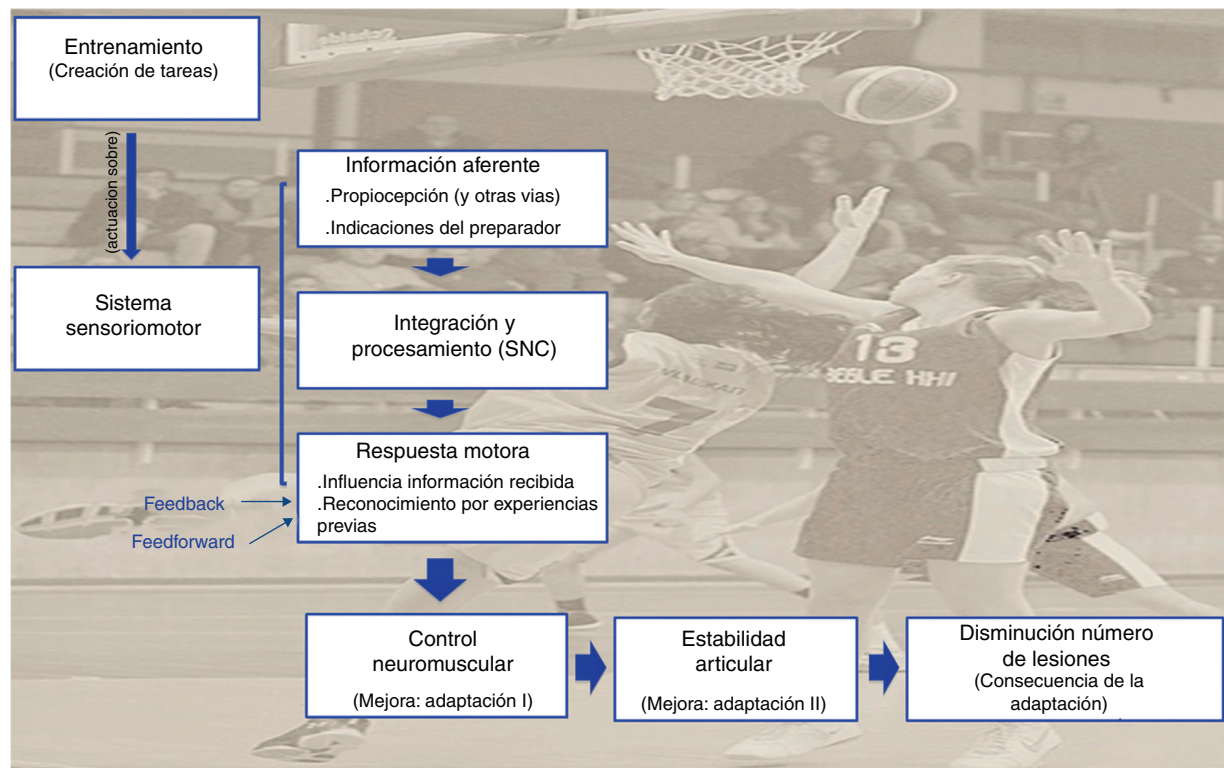 Entrenamiento
(Creación de tareas)
(actuacion sobre)
Sistema
sensoriomotor
Información aferente
.Propiocepción (y otras vias)
.Indicaciones del preparador
Integración y
procesamiento (SNC)
Respuesta motora
.Influencia información recibida
.Reconocimiento por experiencias
previas
Feedback
Feedforward
Control
neuromuscular
(Mejora: adaptación I)
Estabilidad
articular
(Mejora: adaptación II)
Disminución número
de lesiones
(Consecuencia de la
adaptación)
13